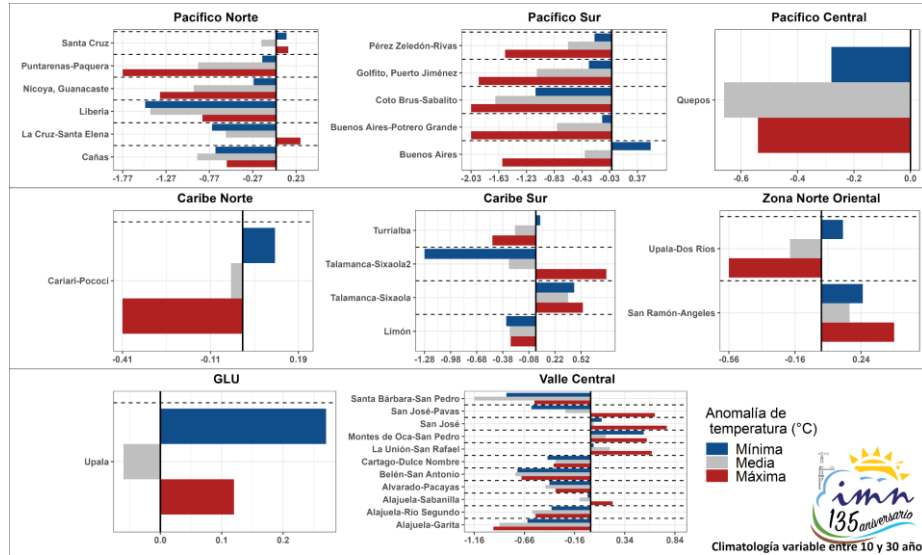 Pacífico Norte
Santa Cruz
Puntarenas-Paquera
Nicoya, Guanacaste
Liberia
La Cruz-Santa Elena
Cañas
-1.77 -1.27 -0.77 -0.27 0.23
Pacífico Sur
Pérez Zeledón-Rivas
Golfito, Puerto Jiménez
Coto Brus-Sabalito
Buenos Aires-Potrero Grande
Buenos Aires
-2.03 -1.63 -1.23 -0.83 -0.43 -0.03 0.37
Pacífico Central
Quepos
-0.6 -0.4 -0.2 0.0
Caribe Norte
Cariari-Pococí
-0.41 -0.11 0.19
Caribe Sur
Turrialba
Talamanca-Sixaola2
Talamanca-Sixaola
Limón
-1.28 -0.98 -0.68 -0.38 -0.08 0.22 0.52
Zona Norte Oriental
Upala-Dos Ríos
San Ramón-Angeles
-0.56 -0.16 0.24
GLU
Upala
0.0 0.1 0.2
Valle Central
Santa Bárbara-San Pedro
San José-Pavas
San José
Montes de Oca-San Pedro
La Unión-San Rafael
Cartago-Dulce Nombre
Belén-San Antonio
Alvarado-Pacayas
Alajuela-Sabanilla
Alajuela-Río Segundo
Alajuela-Garita
-1.16 -0.66 -0.16 0.34 0.84
Anomalía de
temperatura (°C)
Mínima
Media
Máxima
imn
135 aniversario
Climatología variable entre 10 y 30 año